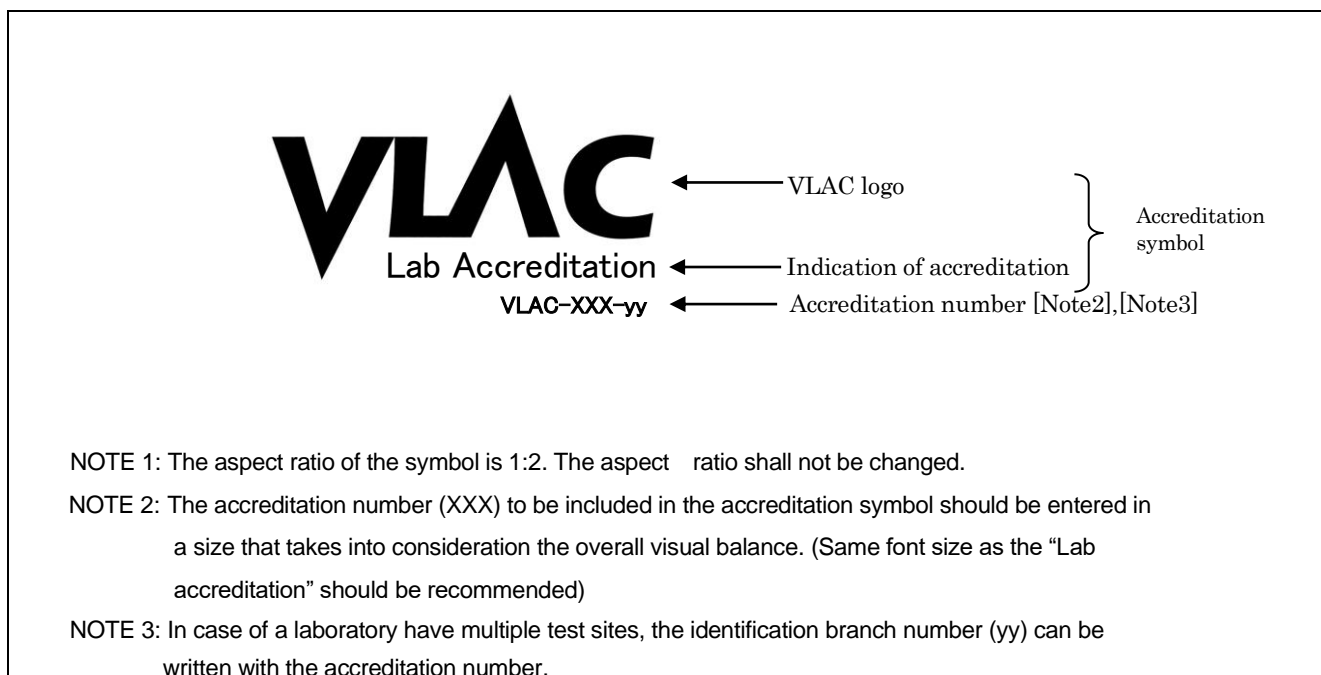 VLAC
VLAC logo
Accreditation
symbol
Lab Accreditation
Indication of accreditation
VLAC-XXX-yy
Accreditation number [Note2],[Note3]
NOTE 1: The aspect ratio of the symbol is 1:2. The aspect ratio shall not be changed.
NOTE 2: The accreditation number (XXX) to be included in the accreditation symbol should be entered in
a size that takes into consideration the overall visual balance. (Same font size as the “Lab
accreditation” should be recommended)
NOTE 3: In case of a laboratory have multiple test sites, the identification branch number (yy) can be
written with the accreditation number.